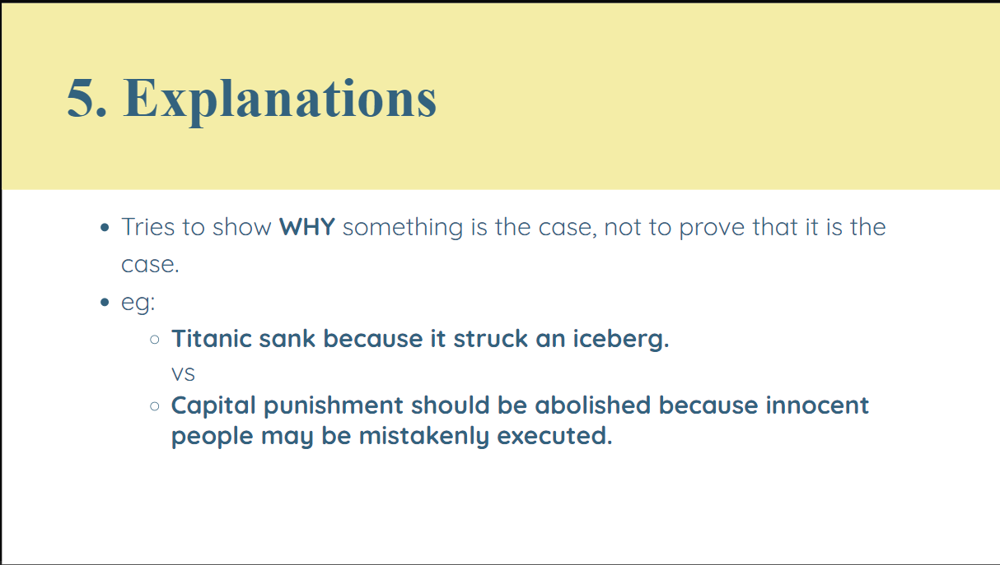 5. Explanations
• Tries to show WHY something is the case, not to prove that it is the
case.
• eg:
○ Titanic sank because it struck an iceberg.
vs
○ Capital punishment should be abolished because innocent
people may be mistakenly executed.